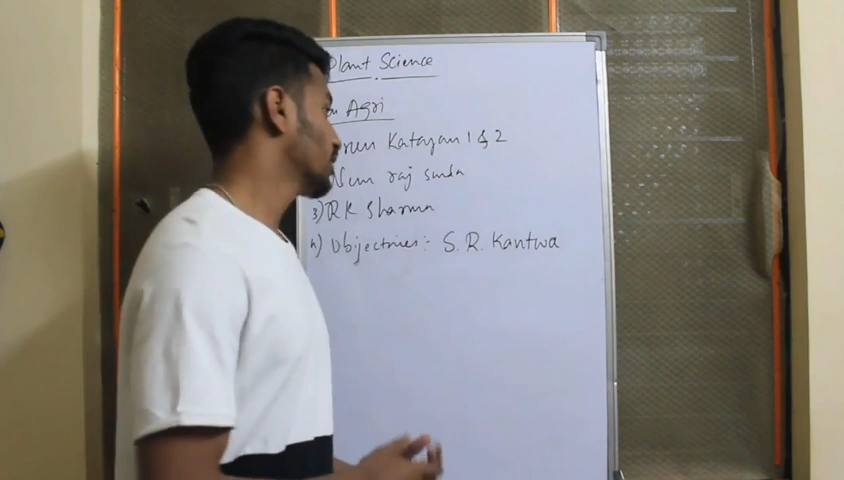 Plant Science
Agri
Katayan 1 & 2
raj
3) RK Sharma
4) Objectives:- S. R. Kantwa